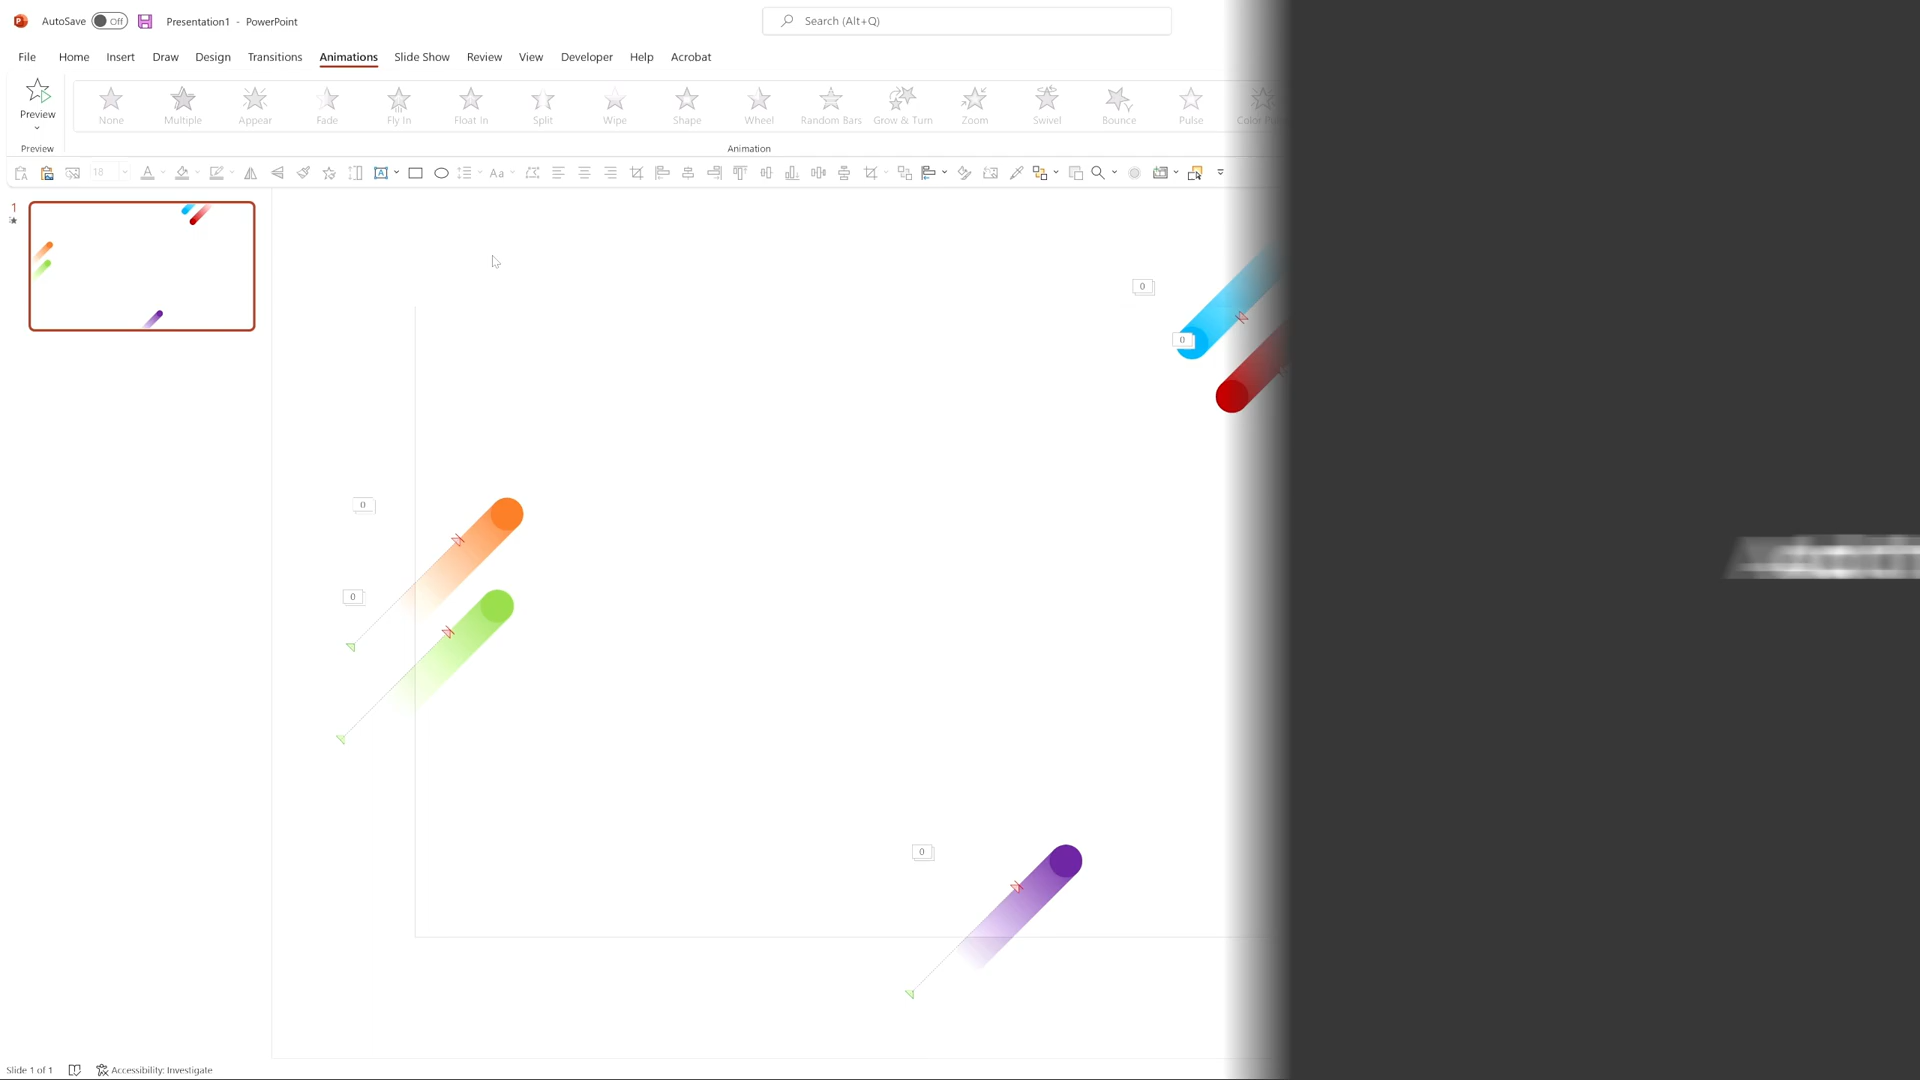 AutoSave Off Presentation1 - PowerPoint Search (Alt+Q)
File Home Insert Draw Design Transitions Animations Slide Show Review View Developer Help Acrobat
Preview None Multiple Appear Fade Fly In Float In Split Wipe Shape Wheel Random Bars Grow & Turn Zoom Swivel Bounce Pulse Color
Preview Animation
18 A A Aa
1
0
0
0
0
0
Slide 1 of 1 Accessibility: Investigate